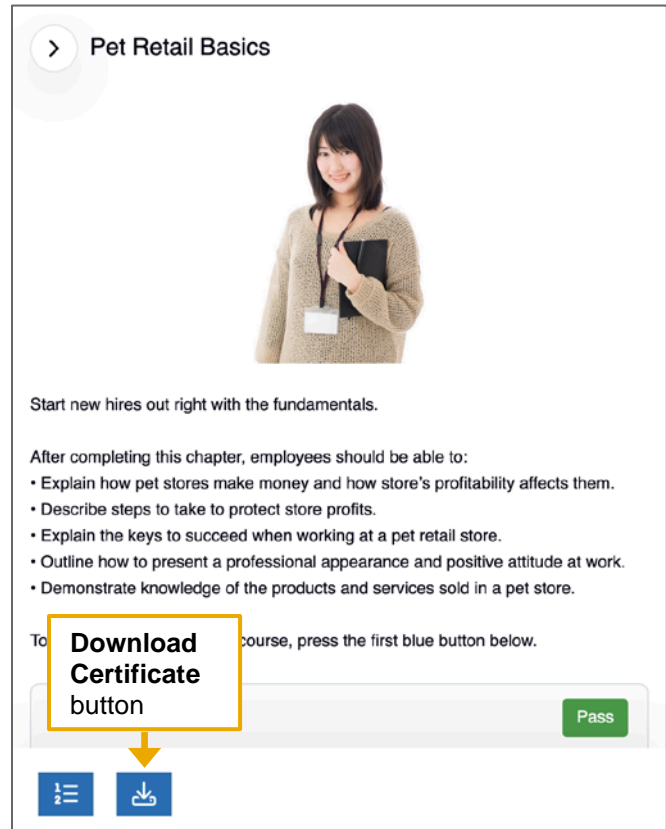 Pet Retail Basics
Start new hires out right with the fundamentals.
After completing this chapter, employees should be able to:
• Explain how pet stores make money and how store's profitability affects them.
• Describe steps to take to protect store profits.
• Explain the keys to succeed when working at a pet retail store.
• Outline how to present a professional appearance and positive attitude at work.
• Demonstrate knowledge of the products and services sold in a pet store.
To course, press the first blue button below.
Download
Certificate
button
Pass
1
2